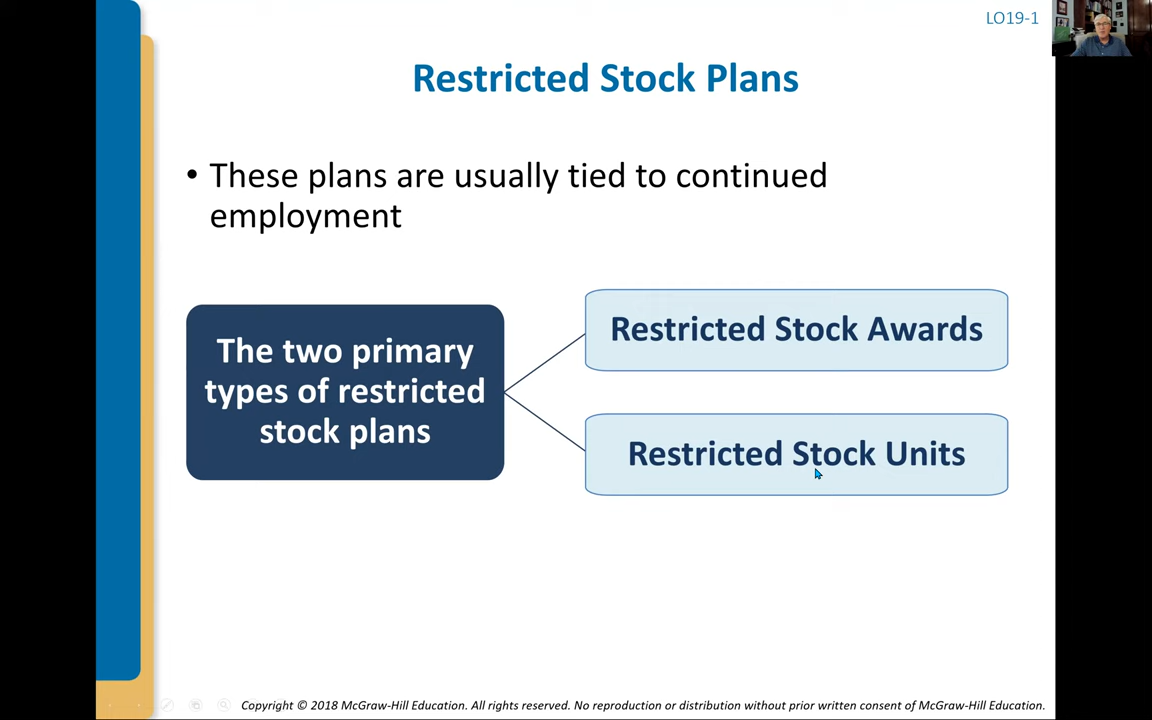 LO19-1
Restricted Stock Plans
• These plans are usually tied to continued
employment
The two primary
types of restricted
stock plans
Restricted Stock Awards
Restricted Stock Units
Copyright © 2018 McGraw-Hill Education. All rights reserved. No reproduction or distribution without prior written consent of McGraw-Hill Education.